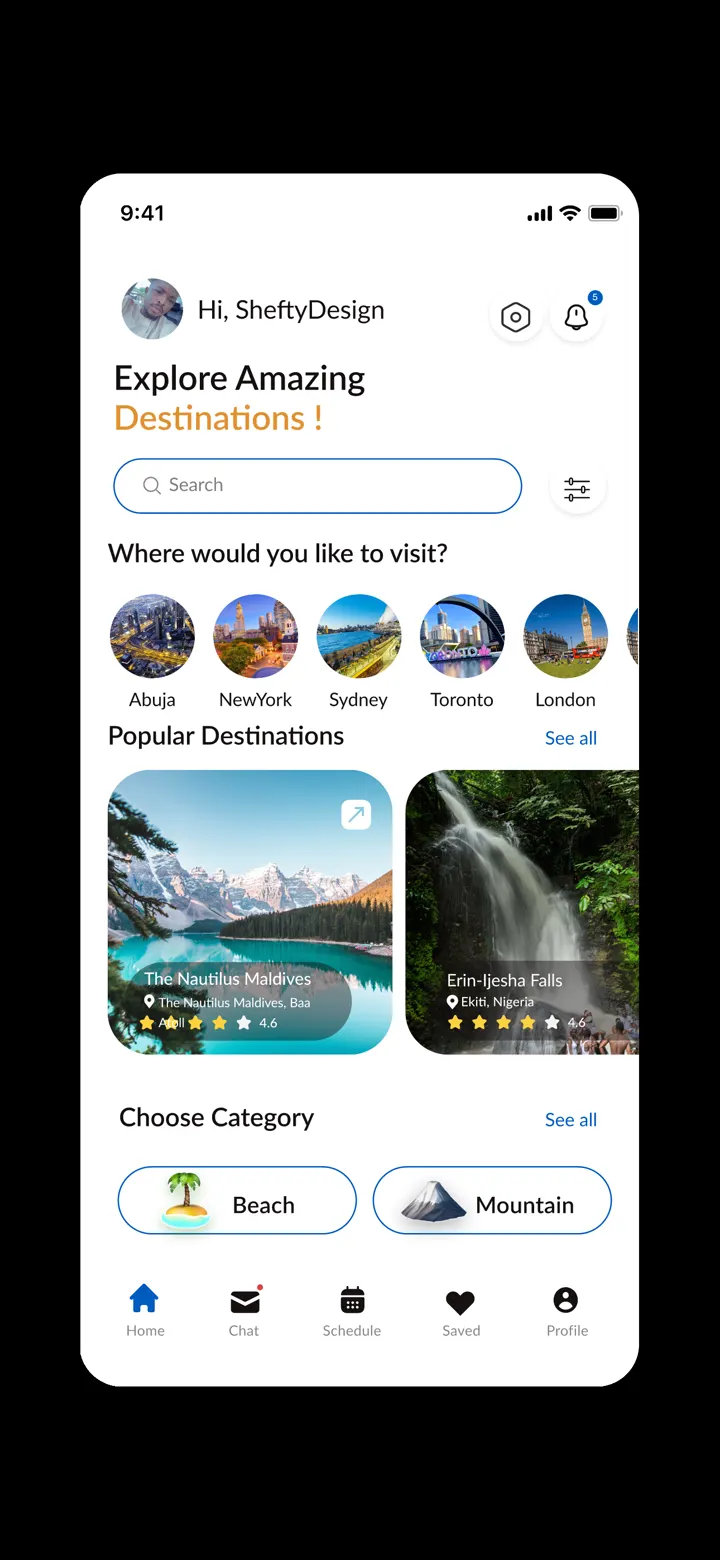 9:41
Hi, SheftyDesign
5
Explore Amazing
Destinations !
Search
Where would you like to visit?
Abuja
NewYork
Sydney
Toronto
London
Popular Destinations
See all
The Nautilus Maldives
The Nautilus Maldives, Baa
Atoll
4.6
Erin-Ijesha Falls
Ekiti, Nigeria
4.6
Choose Category
See all
Beach
Mountain
Home
Chat
Schedule
Saved
Profile